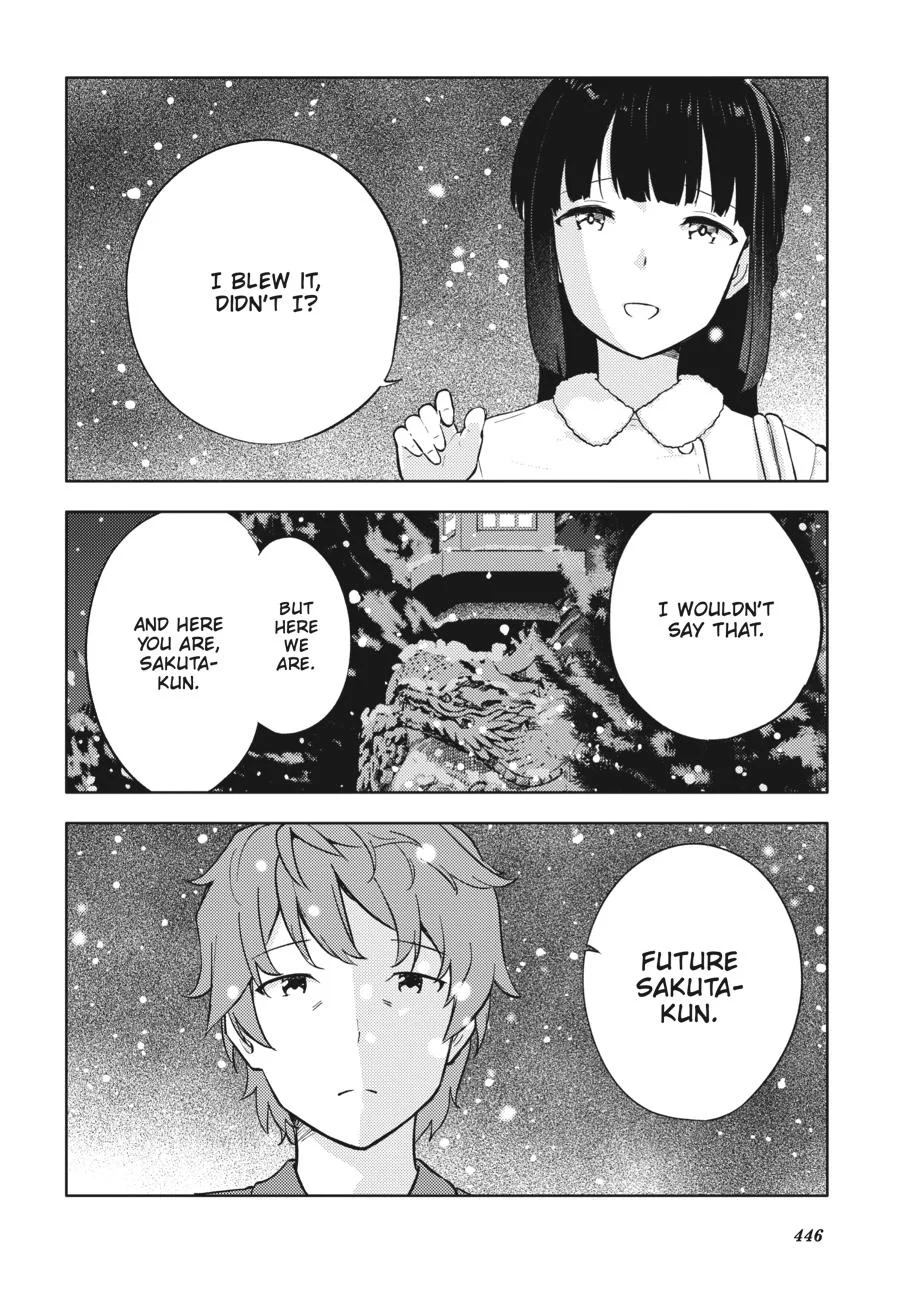 I BLEW IT,
DIDN'T I?
I WOULDN'T
SAY THAT.
BUT
HERE
WE
ARE.
AND HERE
YOU ARE,
SAKUTA-
KUN.
FUTURE
SAKUTA-
KUN.
446